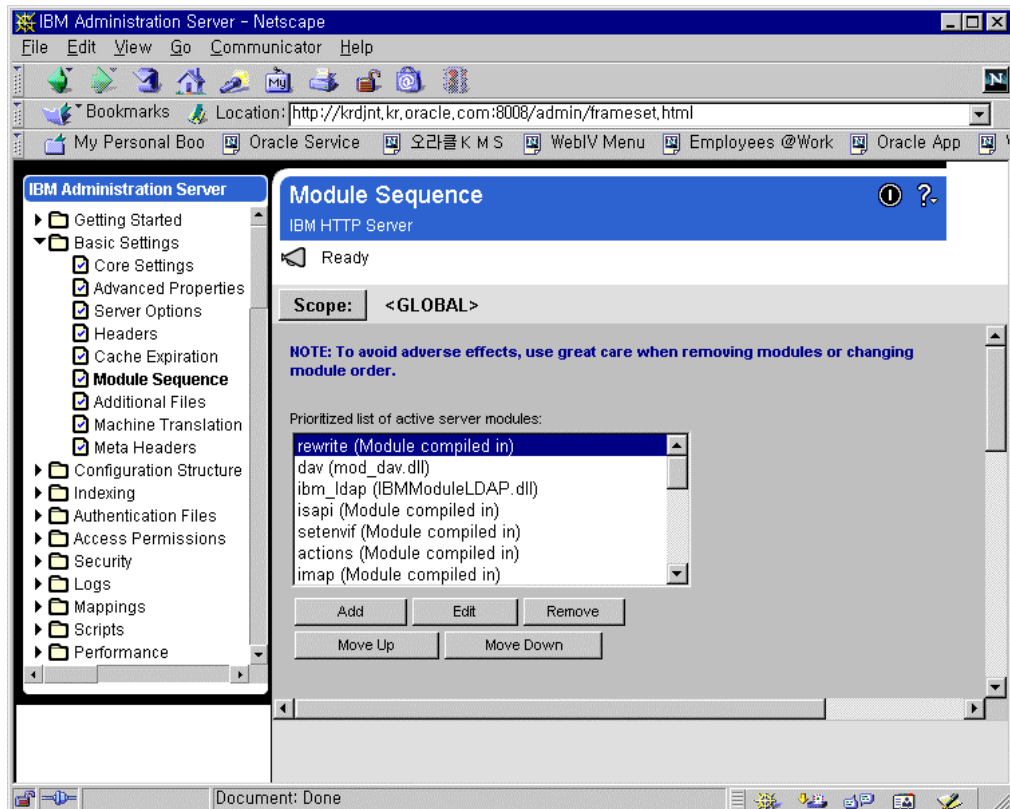 IBM Administration Server - Netscape
File Edit View Go Communicator Help
My
N
Bookmarks Location: http://krdjnt.kr.oracle.com:8008/admin/frameset.html
My Personal Boo Oracle Service 오라클 K M S WebIV Menu Employees @Work Oracle App
IBM Administration Server
Getting Started
Basic Settings
Core Settings
Advanced Properties
Server Options
Headers
Cache Expiration
Module Sequence
Additional Files
Machine Translation
Meta Headers
Configuration Structure
Indexing
Authentication Files
Access Permissions
Security
Logs
Mappings
Scripts
Performance
Module Sequence
IBM HTTP Server
Ready
Scope: <GLOBAL>
NOTE: To avoid adverse effects, use great care when removing modules or changing
module order.
Prioritized list of active server modules:
rewrite (Module compiled in)
dav (mod_dav.dll)
ibm_ldap (IBMModuleLDAP.dll)
isapi (Module compiled in)
setenvif (Module compiled in)
actions (Module compiled in)
imap (Module compiled in)
Add Edit Remove
Move Up Move Down
Document: Done